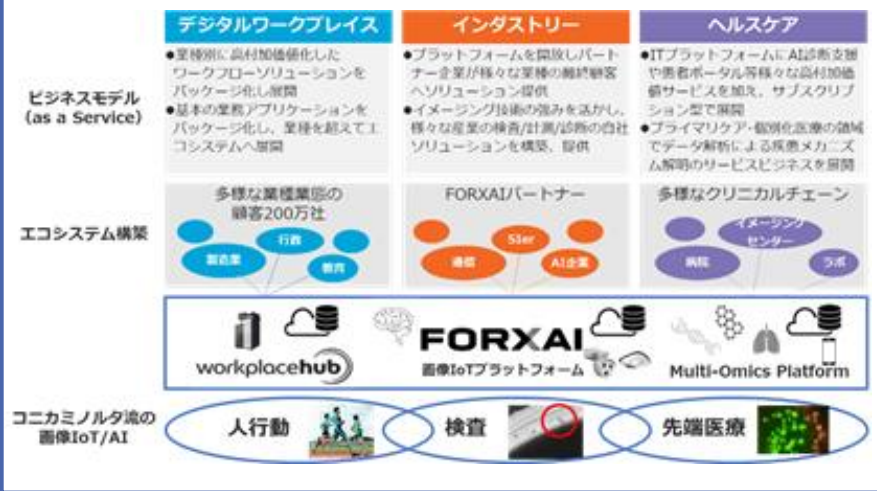 デジタルワークプレイス
インダストリー
ヘルスケア
ビジネスモデル
(as a Service)
●業種別に高付加価値化した
ワークフローソリューションを
パッケージ化し展開
●基本の業務アプリケーションを
パッケージ化し、業種を超えてエ
コシステムへ展開
●プラットフォームを開放しパート
ナー企業が様々な業種の最終顧客
へソリューション提供
●イメージング技術の強みを活かし、
様々な産業の検査/計測/診断の自社
ソリューションを構築、提供
●ITプラットフォームにAI診断支援
や患者ポータル等様々な高付加価
値サービスを加え、サブスクリプ
ション型で展開
●プライマリケア・個別化医療の領域
でデータ解析による疾患メカニズ
ム解明のサービスビジネスを展開
エコシステム構築
多様な業種業態の
顧客200万社
製造業
行政
教育
FORXAIパートナー
通信
SIer
AI企業
多様なクリニカルチェーン
病院
イメージング
センター
ラボ
workplacehub
FORXAI
画像IoTプラットフォーム
Multi-Omics Platform
コニカミノルタ流の
画像IoT/AI
人行動
検査
先端医療